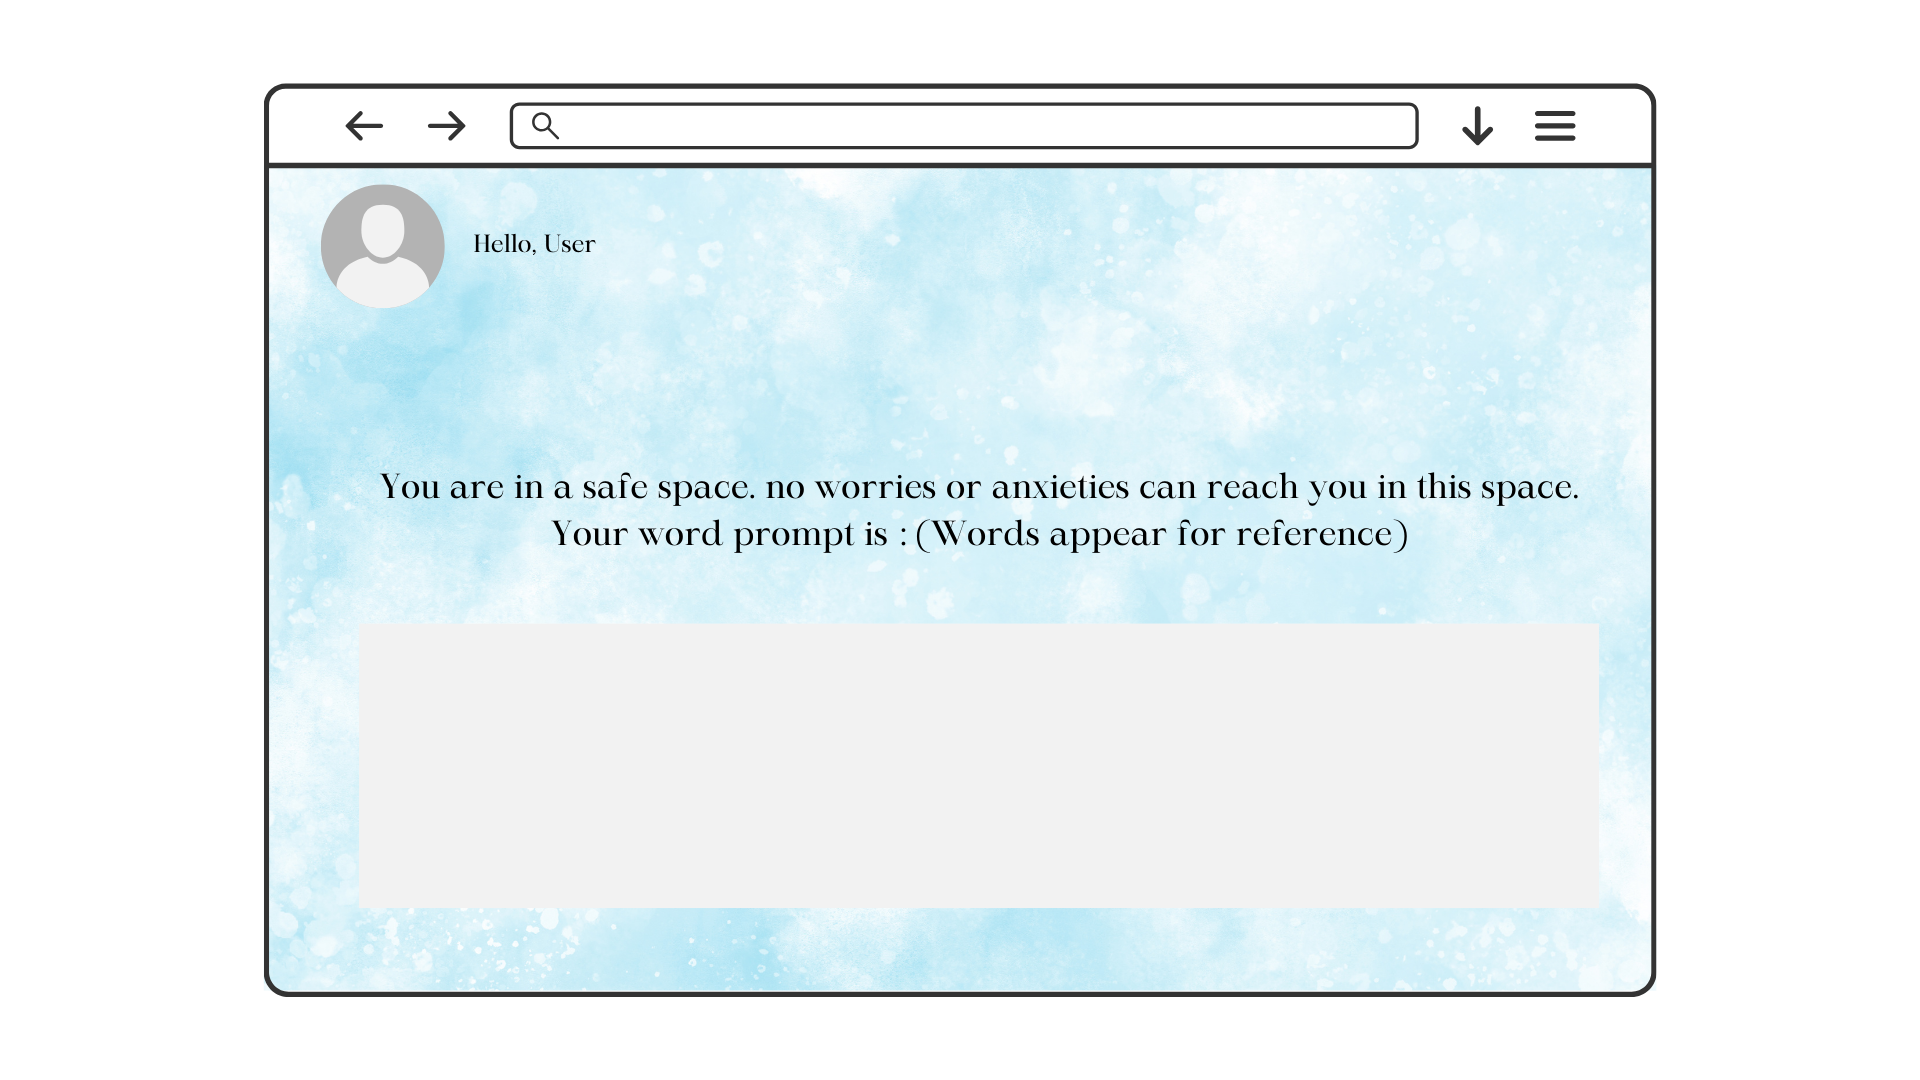 Hello, User
You are in a safe space. no worries or anxieties can reach you in this space.
Your word prompt is : (Words appear for reference)